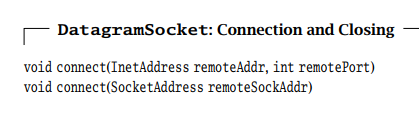 DatagramSocket: Connection and Closing
void connect(InetAddress remoteAddr, int remotePort)
void connect(SocketAddress remoteSockAddr)